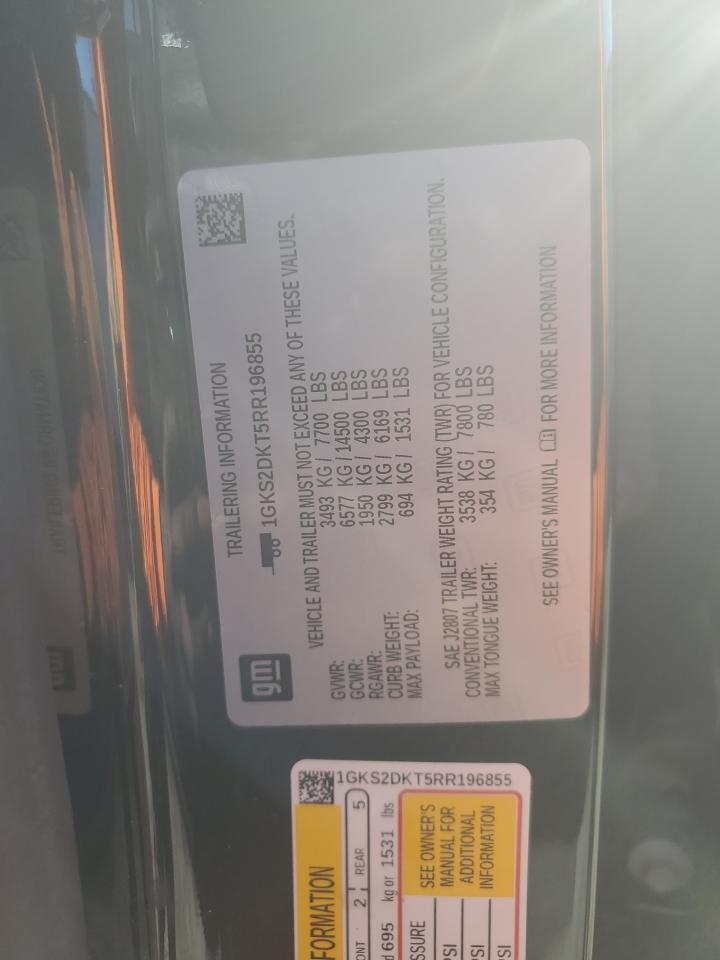 gm
TRAILERING INFORMATION
1GKS2DKT5RR196855
VEHICLE AND TRAILER MUST NOT EXCEED ANY OF THESE VALUES.
GVWR: 3493 KG / 7700 LBS
GCWR: 6577 KG / 14500 LBS
RGAWR: 1950 KG / 4300 LBS
CURB WEIGHT: 2799 KG / 6169 LBS
MAX PAYLOAD: 694 KG / 1531 LBS
SAE J2807 TRAILER WEIGHT RATING (TWR) FOR VEHICLE CONFIGURATION.
CONVENTIONAL TWR: 3538 KG / 7800 LBS
MAX TONGUE WEIGHT: 354 KG / 780 LBS
SEE OWNER'S MANUAL FOR MORE INFORMATION
FORMATION
ONT 2 REAR 5
d 695 kg or 1531 lbs
SSURE
SEE OWNER'S
MANUAL FOR
ADDITIONAL
INFORMATION
PSI
PSI
PSI
1GKS2DKT5RR196855